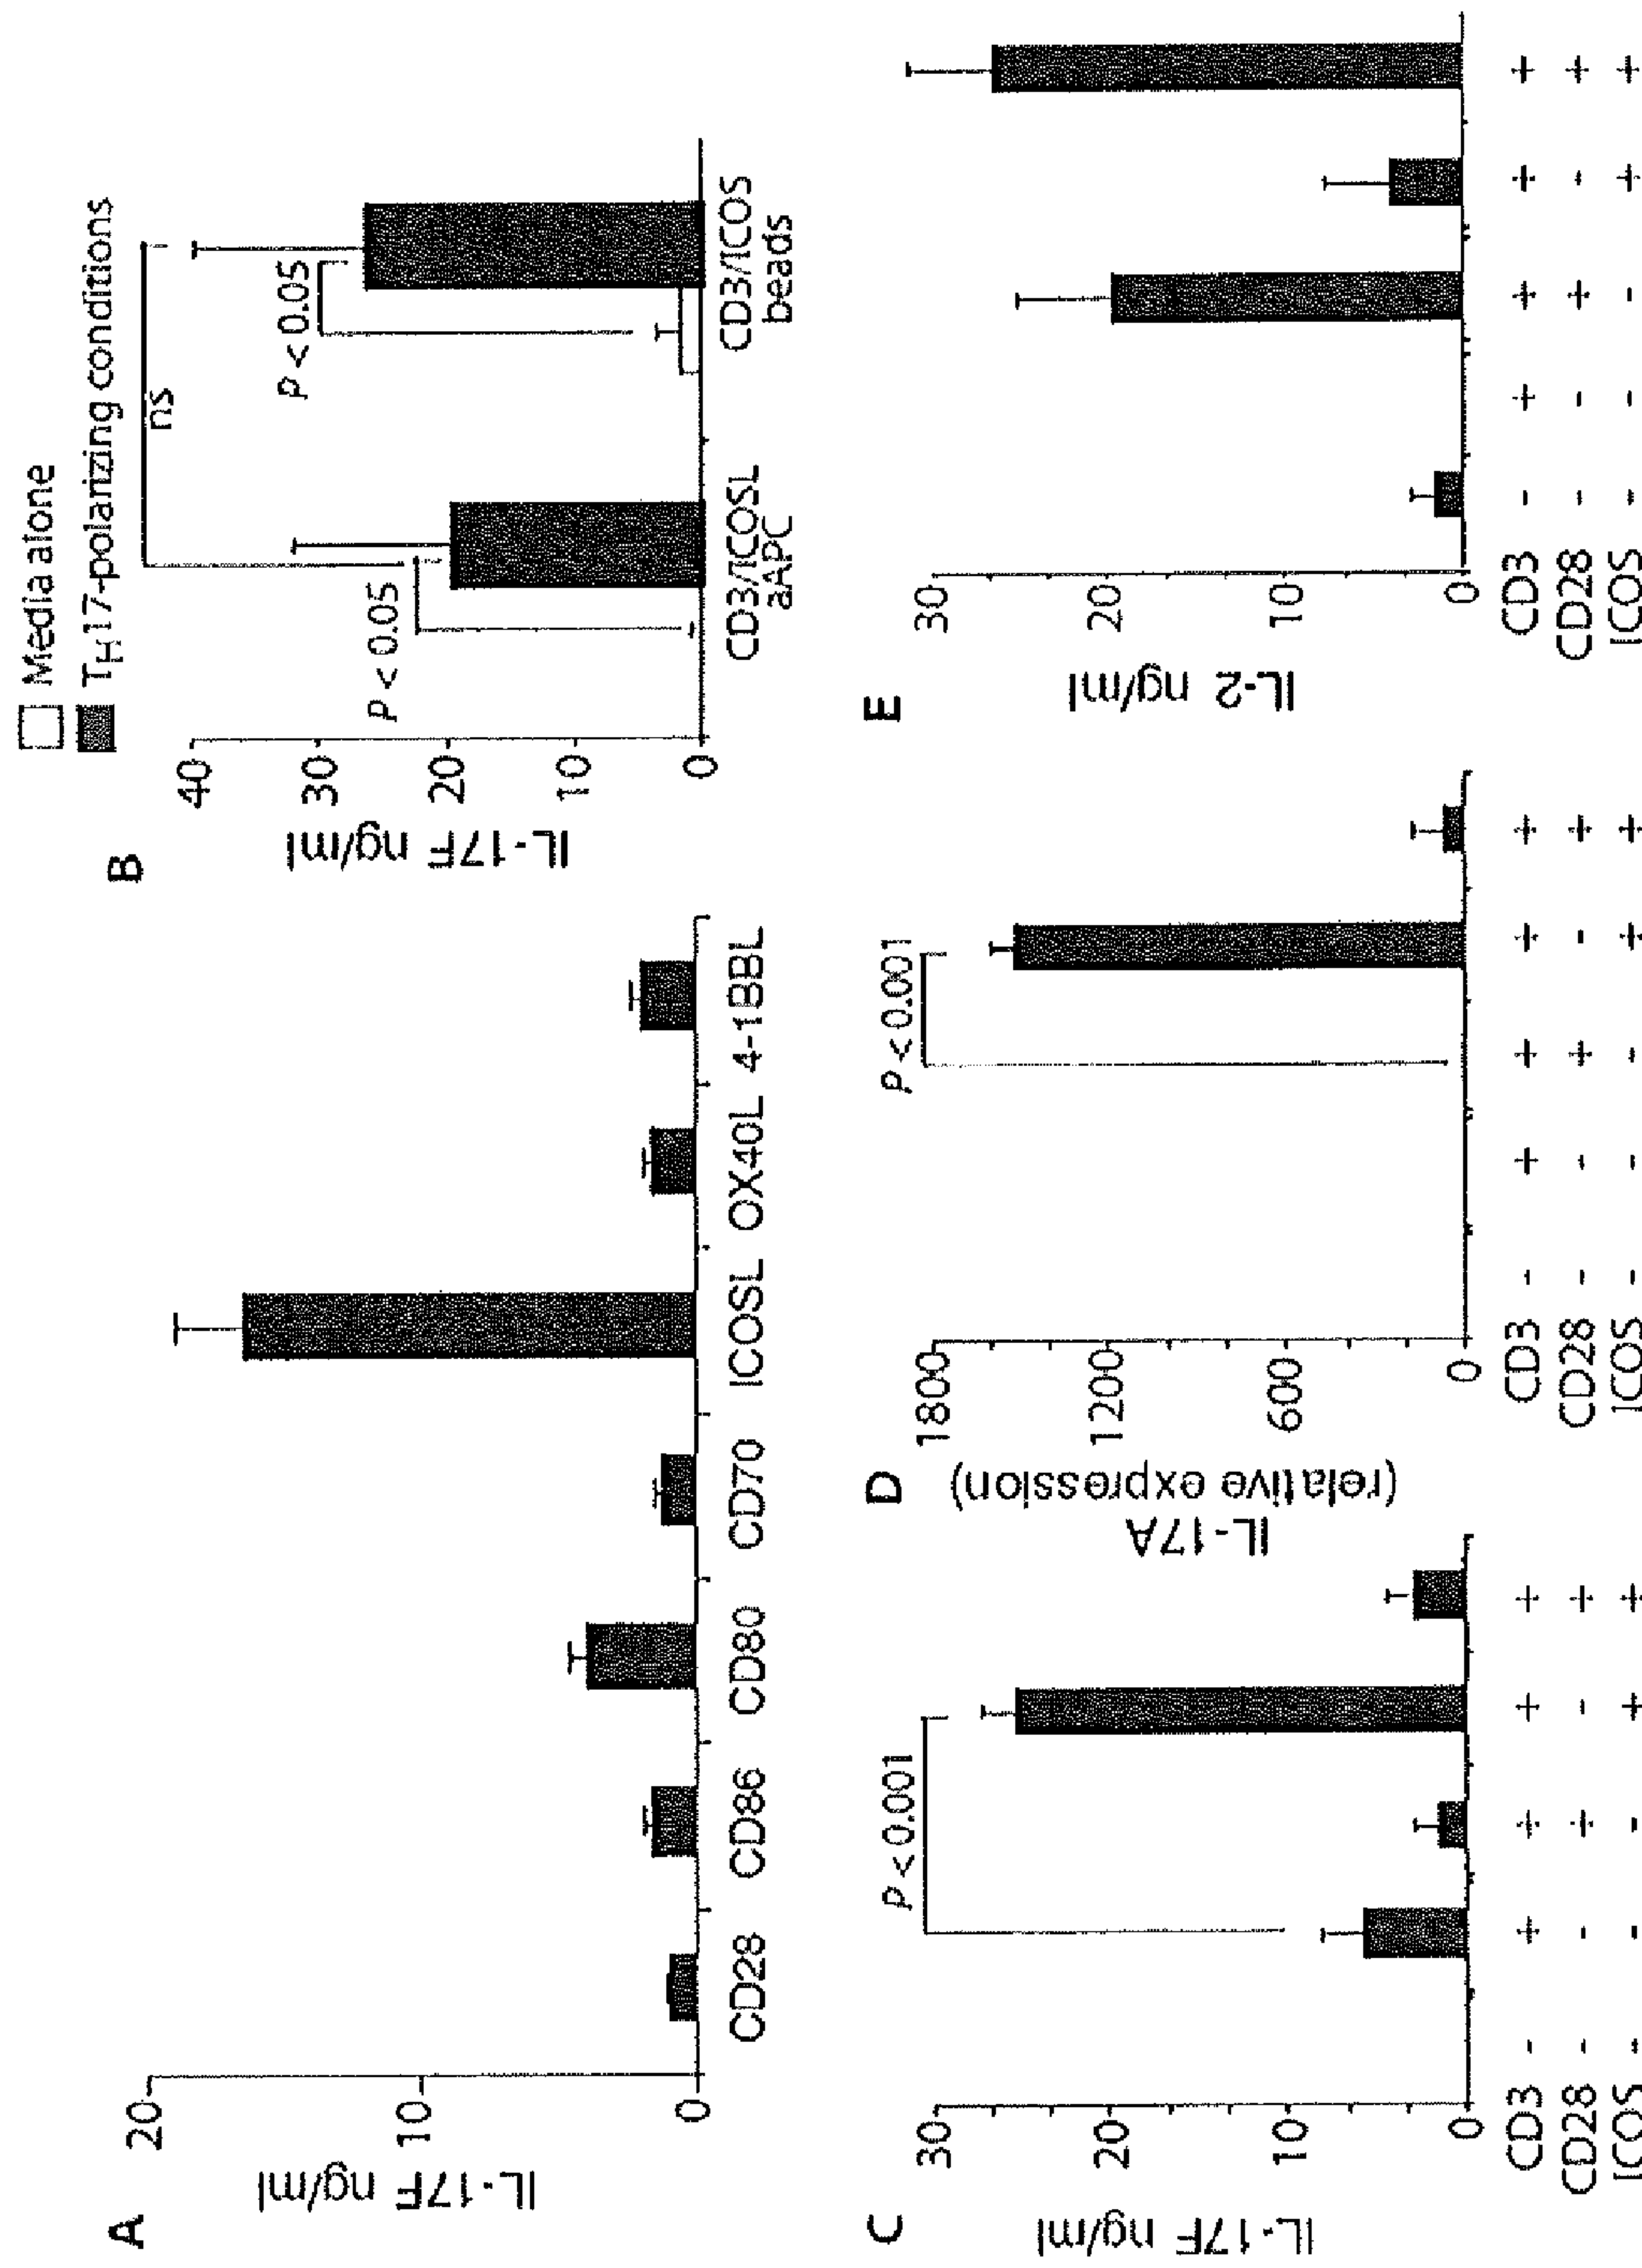 A
IL-17F ng/ml
20
10
0
CD28 CD86 CD80 CD70 ICOSL OX40L 4-1BBL
Media alone
TH17-polarizing conditions
B
IL-17F ng/ml
40
30
20
10
0
ns
P < 0.05
P < 0.05
CD3/ICOSL
aAPC
CD3/ICOS
beads
C
IL-17F ng/ml
30
20
10
0
P < 0.001
CD3 - + + + +
CD28 - - + - +
ICOS - - - + +
D
IL-17A
(relative expression)
1800
1200
600
0
P < 0.001
CD3 - + + + +
CD28 - - + - +
ICOS - - - + +
E
IL-2 ng/ml
30
20
10
0
CD3 - + + + +
CD28 - - + - +
ICOS - - - + +